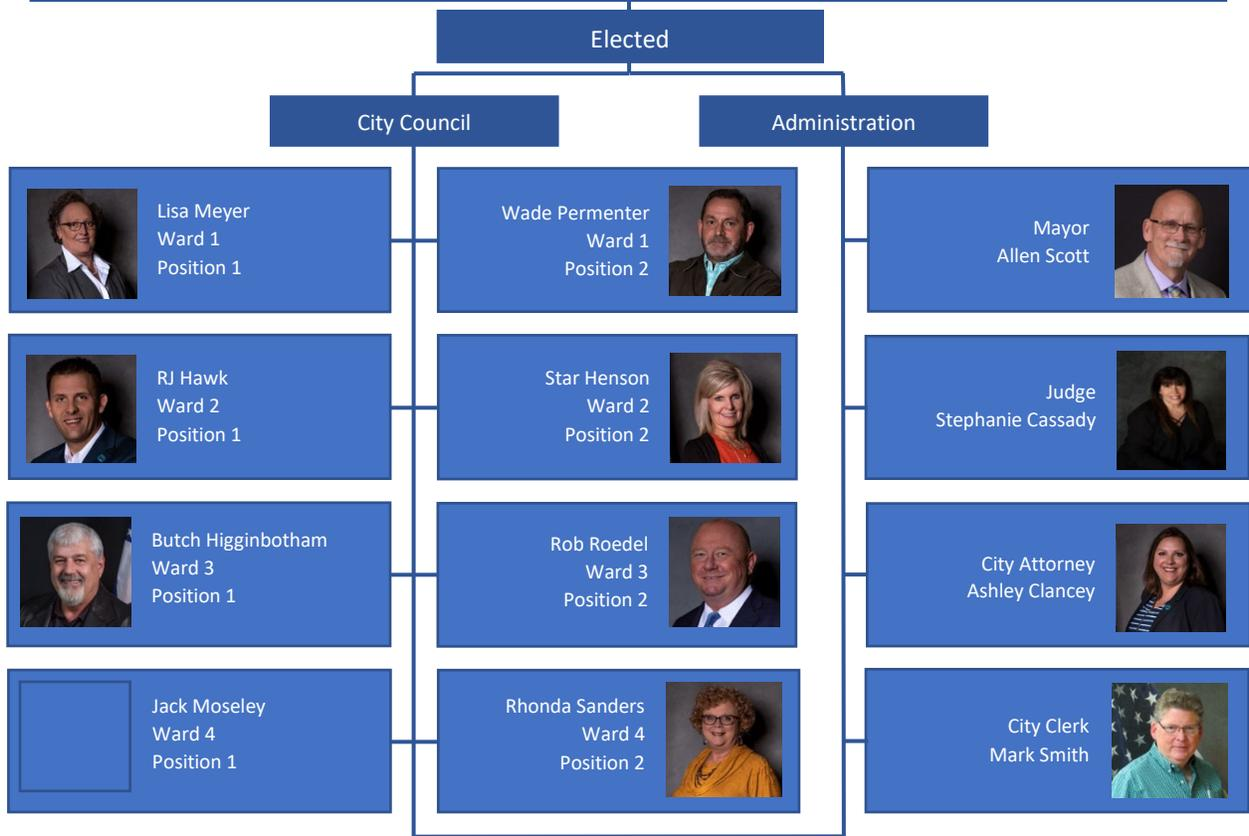 Elected
City Council
Administration
Lisa Meyer
Ward 1
Position 1
Wade Permenter
Ward 1
Position 2
Mayor
Allen Scott
RJ Hawk
Ward 2
Position 1
Star Henson
Ward 2
Position 2
Judge
Stephanie Cassady
Butch Higginbotham
Ward 3
Position 1
Rob Roedel
Ward 3
Position 2
City Attorney
Ashley Clancey
Jack Moseley
Ward 4
Position 1
Rhonda Sanders
Ward 4
Position 2
City Clerk
Mark Smith